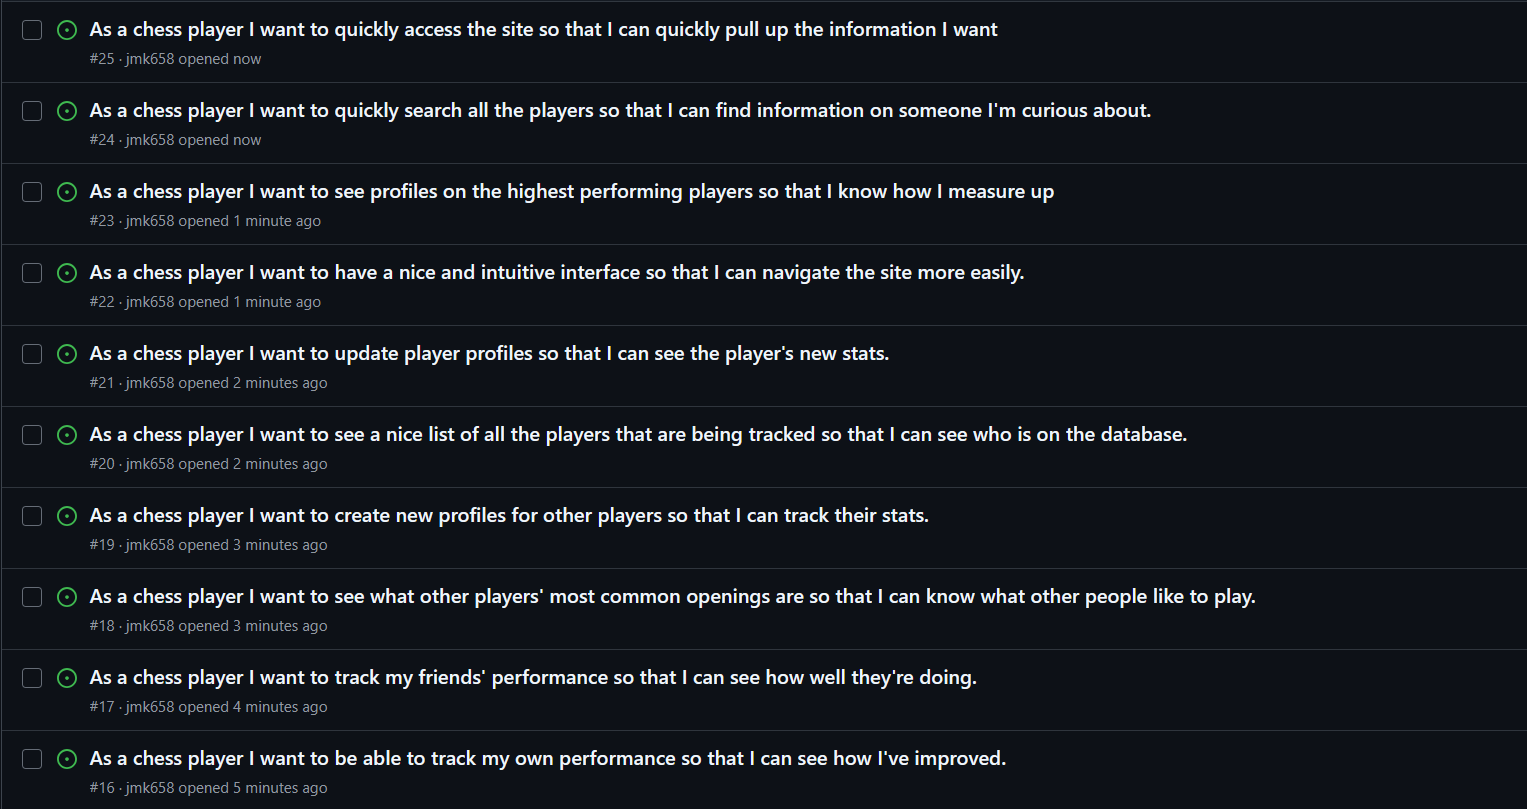 As a chess player I want to quickly access the site so that I can quickly pull up the information I want
#25 · jmk658 opened now
As a chess player I want to quickly search all the players so that I can find information on someone I'm curious about.
#24 · jmk658 opened now
As a chess player I want to see profiles on the highest performing players so that I know how I measure up
#23 · jmk658 opened 1 minute ago
As a chess player I want to have a nice and intuitive interface so that I can navigate the site more easily.
#22 · jmk658 opened 1 minute ago
As a chess player I want to update player profiles so that I can see the player's new stats.
#21 · jmk658 opened 2 minutes ago
As a chess player I want to see a nice list of all the players that are being tracked so that I can see who is on the database.
#20 · jmk658 opened 2 minutes ago
As a chess player I want to create new profiles for other players so that I can track their stats.
#19 · jmk658 opened 3 minutes ago
As a chess player I want to see what other players' most common openings are so that I can know what other people like to play.
#18 · jmk658 opened 3 minutes ago
As a chess player I want to track my friends' performance so that I can see how well they're doing.
#17 · jmk658 opened 4 minutes ago
As a chess player I want to be able to track my own performance so that I can see how I've improved.
#16 · jmk658 opened 5 minutes ago